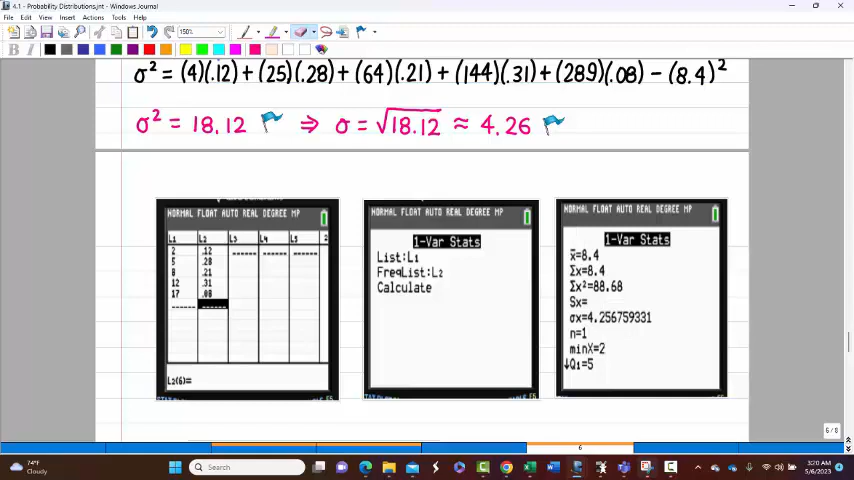 4.1 - Probability Distributions.jnt - Windows Journal
File Edit View Insert Actions Tools Help
150%
B I
σ² = (4)(.12) + (25)(.28) + (64)(.21) + (144)(.31) + (289)(.08) − (8.4)²
σ² = 18.12 ⇒ σ = √18.12 ≈ 4.26
NORMAL FLOAT AUTO REAL DEGREE MP
L1 L2 L3 L4 L5 2
2 .12 ------ ------ ------
5 .28
8 .21
12 .31
17 .08
------
L2(6)=
NORMAL FLOAT AUTO REAL DEGREE MP
1-Var Stats
List:L1
FreqList:L2
Calculate
NORMAL FLOAT AUTO REAL DEGREE MP
1-Var Stats
x̄=8.4
Σx=8.4
Σx²=88.68
Sx=
σx=4.256759331
n=1
minX=2
↓Q1=5
6 / 8
6
74°F
Cloudy
Search
3:20 AM
5/6/2023